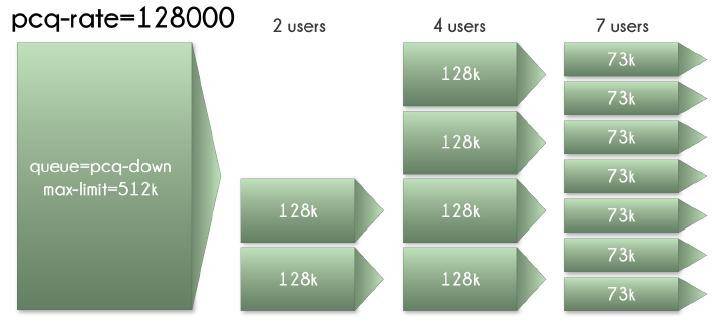 pcq-rate=128000
2 users
4 users
7 users
queue=pcq-down
max-limit=512k
128k
128k
128k
128k
128k
128k
73k
73k
73k
73k
73k
73k
73k